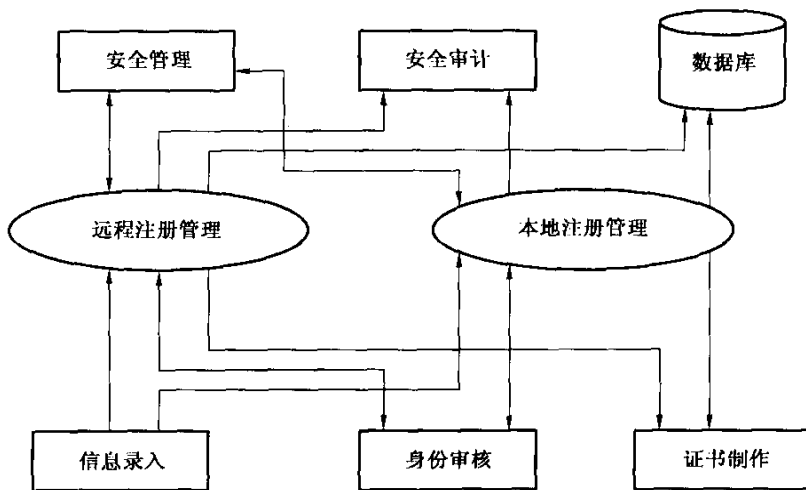 安全管理
安全审计
数据库
远程注册管理
本地注册管理
信息录入
身份审核
证书制作